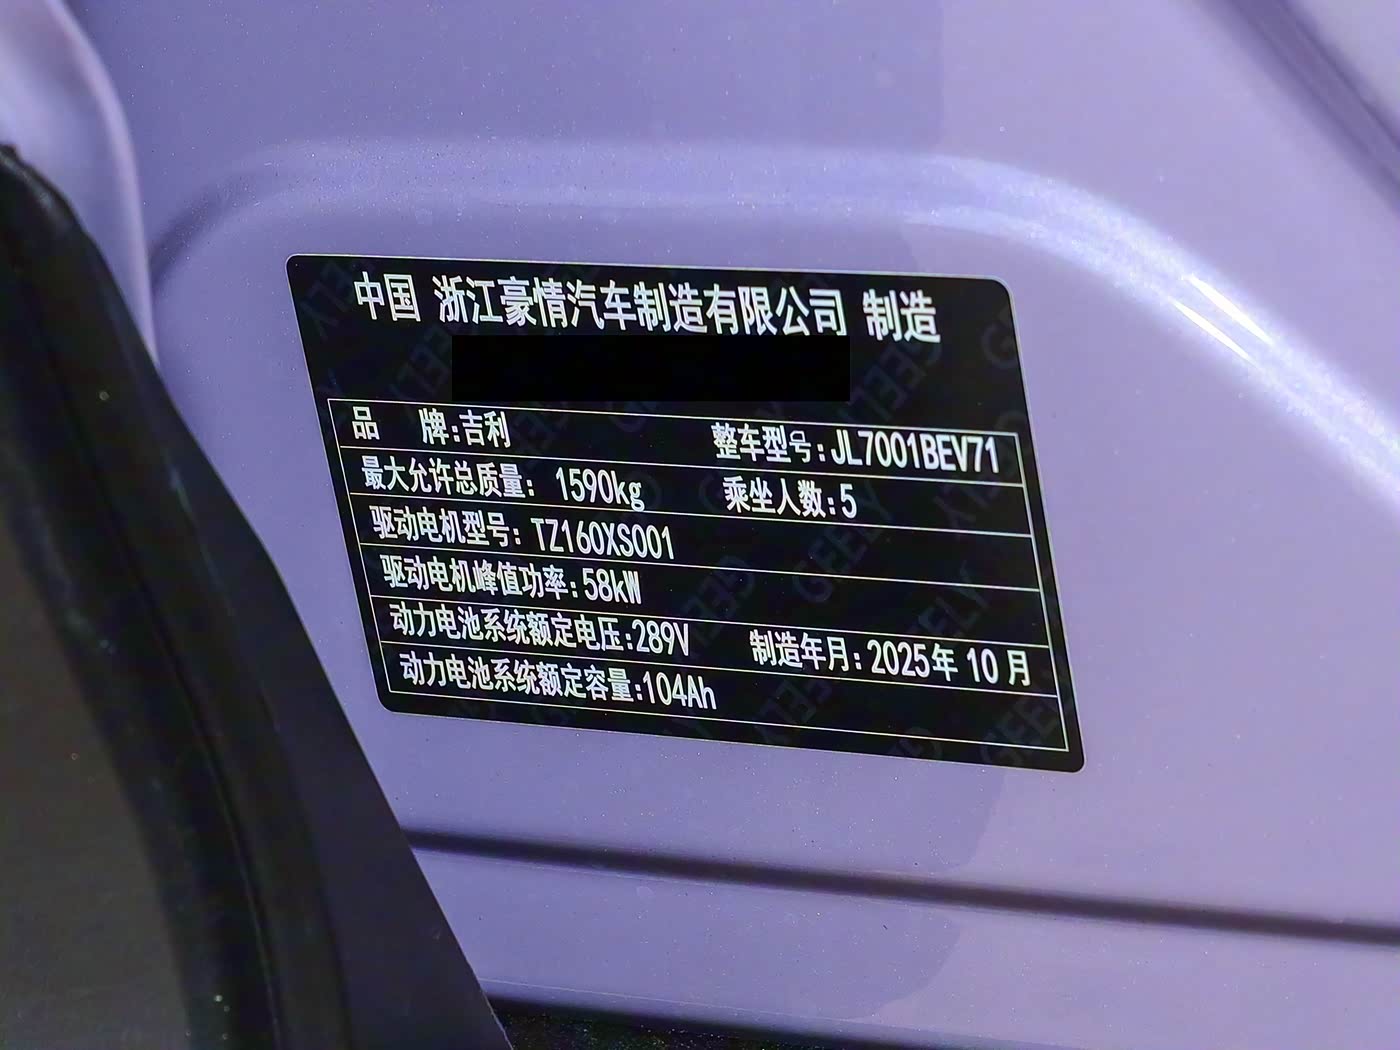 中国 浙江豪情汽车制造有限公司 制造
品 牌:吉利 整车型号:JL7001BEV71
最大允许总质量: 1590kg 乘坐人数:5
驱动电机型号: TZ160XS001
驱动电机峰值功率:58kW
动力电池系统额定电压:289V 制造年月: 2025年 10 月
动力电池系统额定容量:104Ah